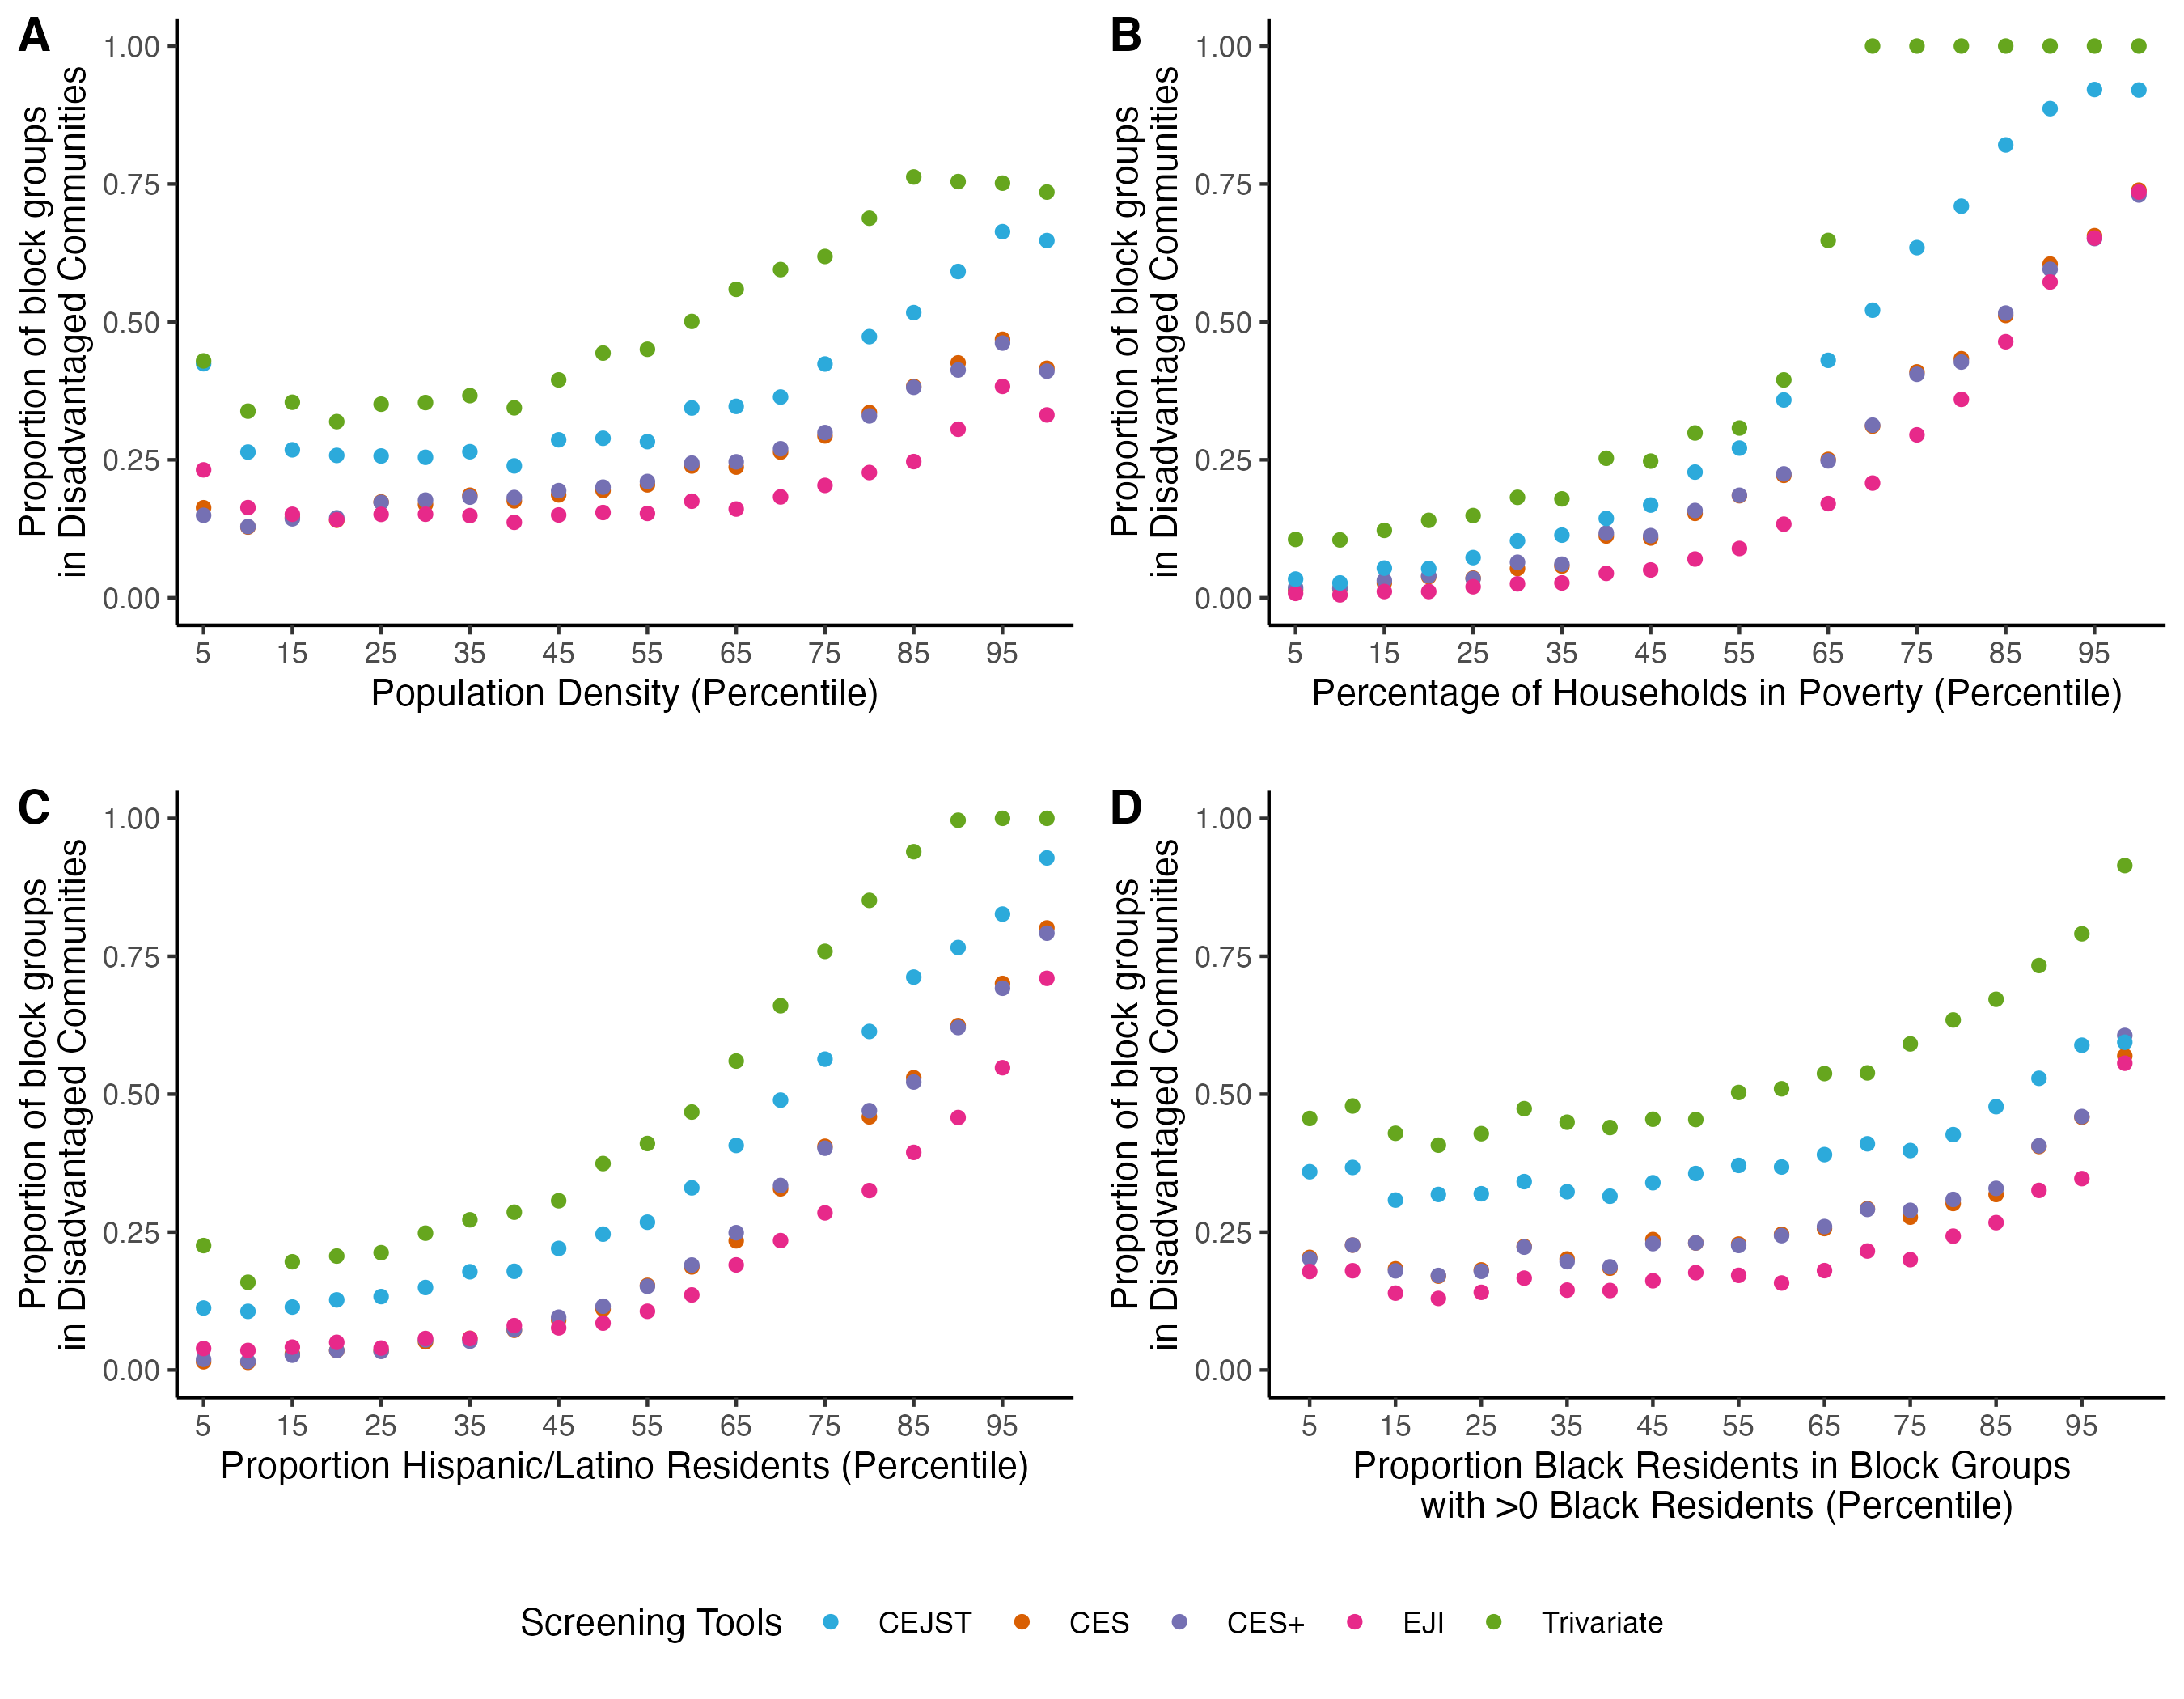 A
Proportion of block groups
in Disadvantaged Communities
1.00
0.75
0.50
0.25
0.00
5 15 25 35 45 55 65 75 85 95
Population Density (Percentile)
B
Proportion of block groups
in Disadvantaged Communities
1.00
0.75
0.50
0.25
0.00
5 15 25 35 45 55 65 75 85 95
Percentage of Households in Poverty (Percentile)
C
Proportion of block groups
in Disadvantaged Communities
1.00
0.75
0.50
0.25
0.00
5 15 25 35 45 55 65 75 85 95
Proportion Hispanic/Latino Residents (Percentile)
D
Proportion of block groups
in Disadvantaged Communities
1.00
0.75
0.50
0.25
0.00
5 15 25 35 45 55 65 75 85 95
Proportion Black Residents in Block Groups
with >0 Black Residents (Percentile)
Screening Tools CEJST CES CES+ EJI Trivariate